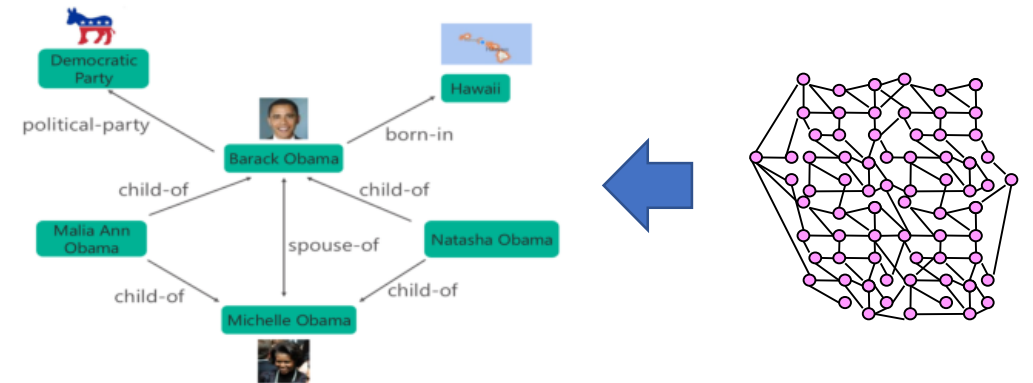 Democratic
Party
Hawaii
political-party
born-in
Barack Obama
child-of
child-of
Malia Ann
Obama
spouse-of
Natasha Obama
child-of
child-of
Michelle Obama